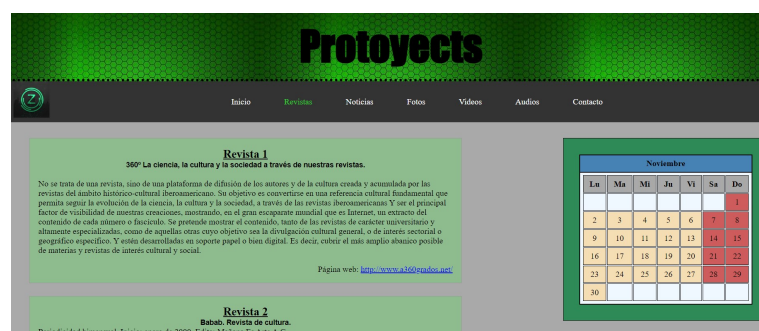 Protoyects
Z
Inicio Revistas Noticias Fotos Videos Audios Contacto
Revista 1
360º La ciencia, la cultura y la sociedad a través de nuestras revistas.
No se trata de una revista, sino de una plataforma de difusión de los autores y de la cultura creada y acumulada por las
revistas del ámbito histórico-cultural iberoamericano. Su objetivo es convertirse en una referencia cultural fundamental que
permita seguir la evolución de la ciencia, la cultura y la sociedad, a través de las revistas iberoamericanas Y ser el principal
factor de visibilidad de nuestras creaciones, mostrando, en el gran escaparate mundial que es Internet, un extracto del
contenido de cada número o fascículo. Se pretende mostrar el contenido, tanto de las revistas de carácter universitario y
altamente especializadas, como de aquellas otras cuyo objetivo sea la divulgación cultural general, o de interés sectorial o
geográfico específico. Y estén desarrolladas en soporte papel o bien digital. Es decir, cubrir el más amplio abanico posible
de materias y revistas de interés cultural y social.
Página web: http://www.a360grados.net/
Revista 2
Babab. Revista de cultura.
Noviembre
Lu Ma Mi Ju Vi Sa Do
1
2 3 4 5 6 7 8
9 10 11 12 13 14 15
16 17 18 19 20 21 22
23 24 25 26 27 28 29
30